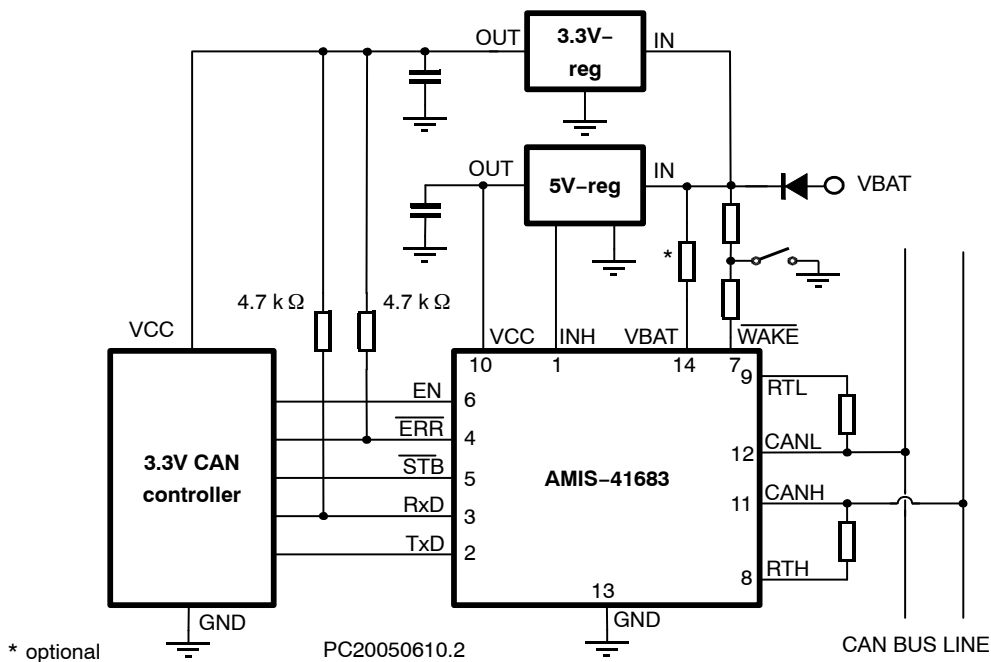 OUT
3.3V–
reg
IN
OUT
5V–reg
IN
VBAT
*
4.7 k Ω
4.7 k Ω
VCC
VCC
INH
VBAT
WAKE
10
1
14
7
9
RTL
EN
6
ERR
4
12
CANL
3.3V CAN
controller
STB
5
AMIS–41683
RxD
3
11
CANH
TxD
2
8
RTH
13
GND
GND
* optional
PC20050610.2
CAN BUS LINE